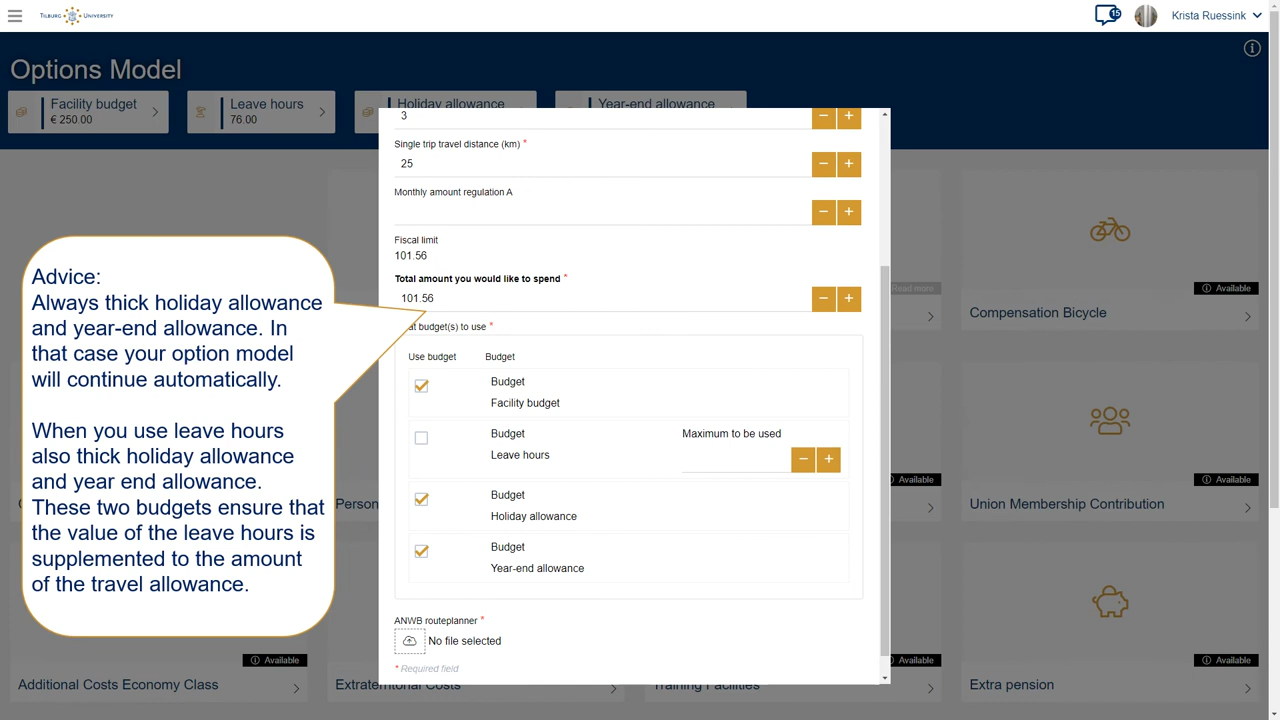 TILBURG UNIVERSITY
15
Krista Ruessink
Options Model
Facility budget
€ 250.00
Leave hours
76.00
Holiday allowance
Year-end allowance
3
Single trip travel distance (km) *
25
Monthly amount regulation A
Fiscal limit
101.56
Total amount you would like to spend *
101.56
at budget(s) to use *
Use budget Budget
Budget
Facility budget
Budget
Leave hours
Maximum to be used
Budget
Holiday allowance
Budget
Year-end allowance
ANWB routeplanner *
No file selected
* Required field
Advice:
Always thick holiday allowance
and year-end allowance. In
that case your option model
will continue automatically.
When you use leave hours
also thick holiday allowance
and year end allowance.
These two budgets ensure that
the value of the leave hours is
supplemented to the amount
of the travel allowance.
Read more
Available
Compensation Bicycle
Person
Available
Available
Union Membership Contribution
Available
Additional Costs Economy Class
Extraterritorial Costs
Available
Training Facilities
Available
Extra pension